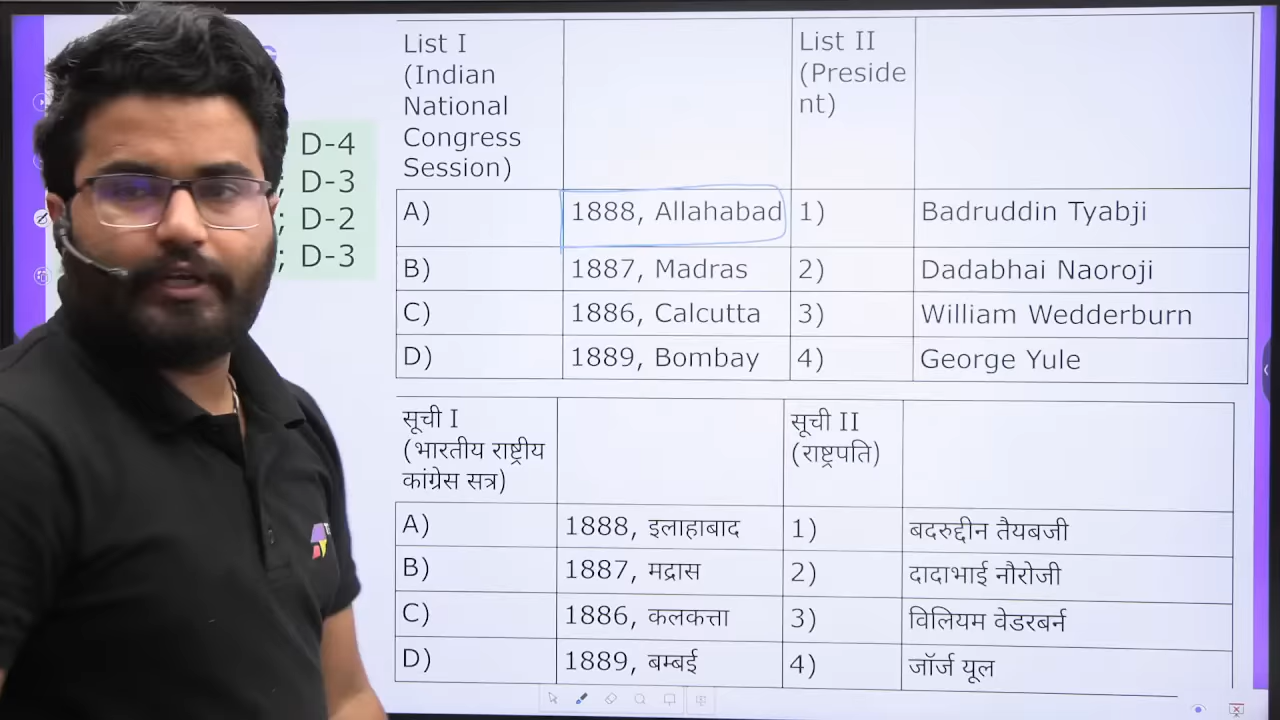 D-4
; D-3
; D-2
; D-3
List I
(Indian
National
Congress
Session)
List II
(Preside
nt)
A) 1888, Allahabad 1) Badruddin Tyabji
B) 1887, Madras 2) Dadabhai Naoroji
C) 1886, Calcutta 3) William Wedderburn
D) 1889, Bombay 4) George Yule
सूची I
(भारतीय राष्ट्रीय
कांग्रेस सत्र)
सूची II
(राष्ट्रपति)
A) 1888, इलाहाबाद 1) बदरुद्दीन तैयबजी
B) 1887, मद्रास 2) दादाभाई नौरोजी
C) 1886, कलकत्ता 3) विलियम वेडरबर्न
D) 1889, बम्बई 4) जॉर्ज यूल